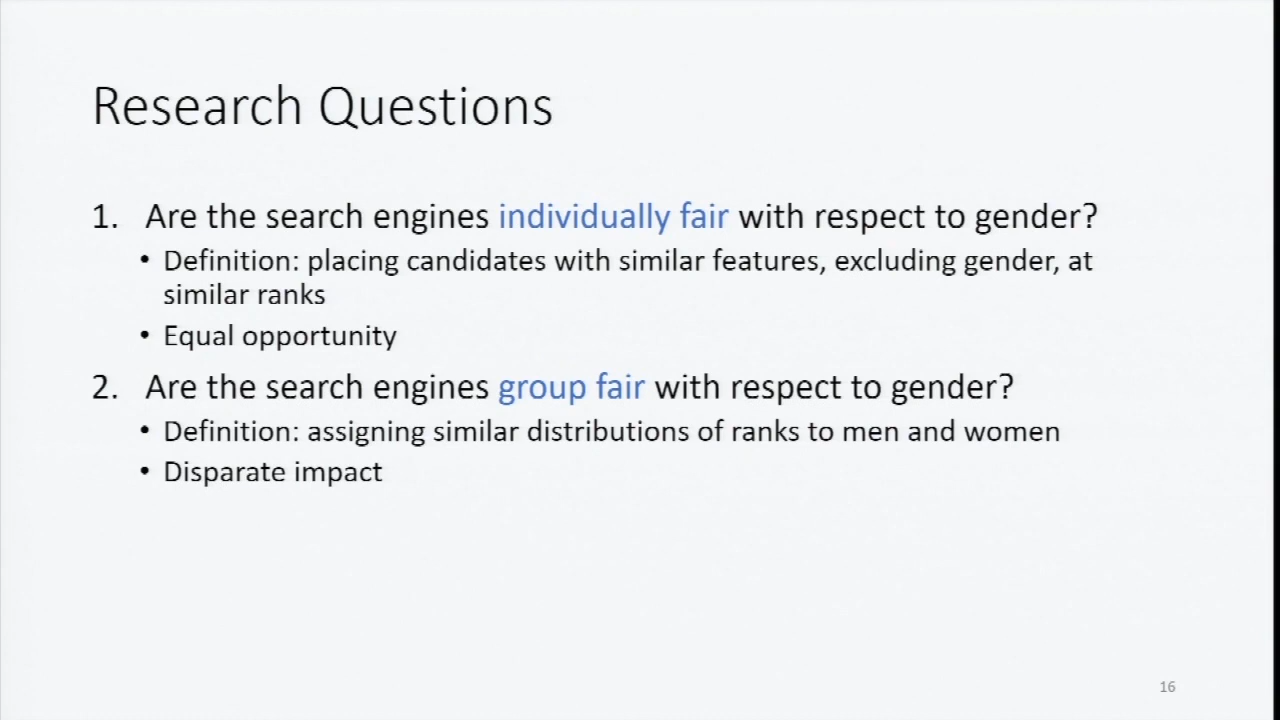 Research Questions
1. Are the search engines individually fair with respect to gender?
• Definition: placing candidates with similar features, excluding gender, at
similar ranks
• Equal opportunity
2. Are the search engines group fair with respect to gender?
• Definition: assigning similar distributions of ranks to men and women
• Disparate impact
16